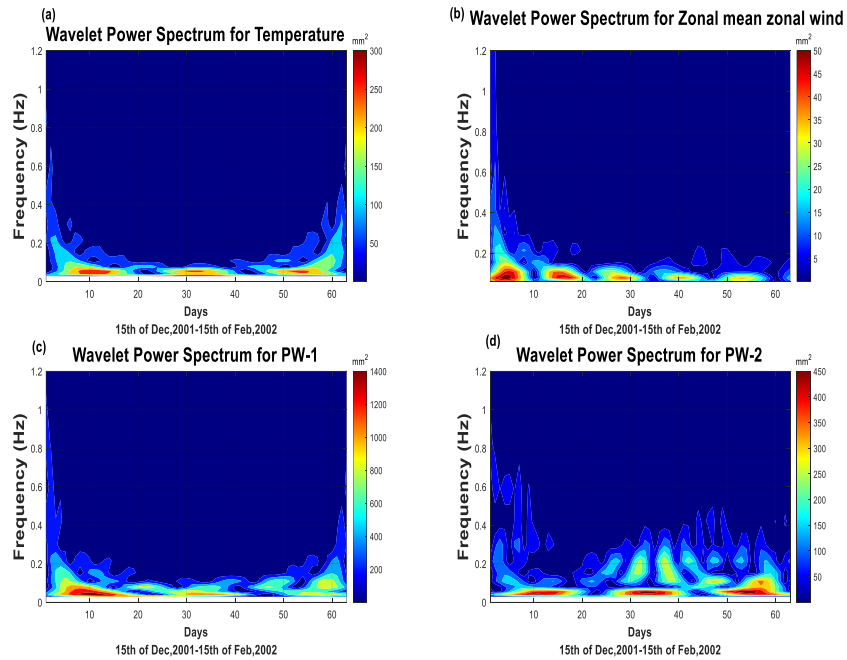 (a)
Wavelet Power Spectrum for Temperature
mm2
300
250
200
150
100
50
1.2
1
0.8
0.6
0.4
0.2
0
Frequency (Hz)
10 20 30 40 50 60
Days
15th of Dec,2001-15th of Feb,2002
(b)
Wavelet Power Spectrum for Zonal mean zonal wind
mm2
50
45
40
35
30
25
20
15
10
5
1.2
1
0.8
0.6
0.4
0.2
Frequency (Hz)
10 20 30 40 50 60
Days
15th of Dec,2001-15th of Feb,2002
(c)
Wavelet Power Spectrum for PW-1
mm2
1400
1200
1000
800
600
400
200
1.2
1
0.8
0.6
0.4
0.2
0
Frequency (Hz)
10 20 30 40 50 60
Days
15th of Dec,2001-15th of Feb,2002
(d)
Wavelet Power Spectrum for PW-2
mm2
450
400
350
300
250
200
150
100
50
1.2
1
0.8
0.6
0.4
0.2
0
Frequency (Hz)
10 20 30 40 50 60
Days
15th of Dec,2001-15th of Feb,2002